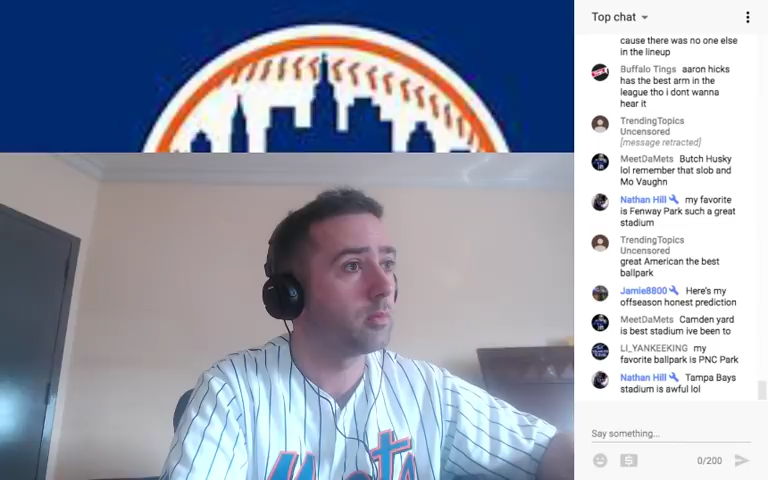 Top chat
cause there was no one else
in the lineup
Buffalo Tings aaron hicks
has the best arm in the
league tho i dont wanna
hear it
TrendingTopics
Uncensored
[message retracted]
MeetDaMets Butch Husky
lol remember that slob and
Mo Vaughn
Nathan Hill my favorite
is Fenway Park such a great
stadium
TrendingTopics
Uncensored
great American the best
ballpark
Jamie8800 Here's my
offseason honest prediction
MeetDaMets Camden yard
is best stadium ive been to
LI_YANKEEKING my
favorite ballpark is PNC Park
Nathan Hill Tampa Bays
stadium is awful lol
Say something...
0/200
Mets